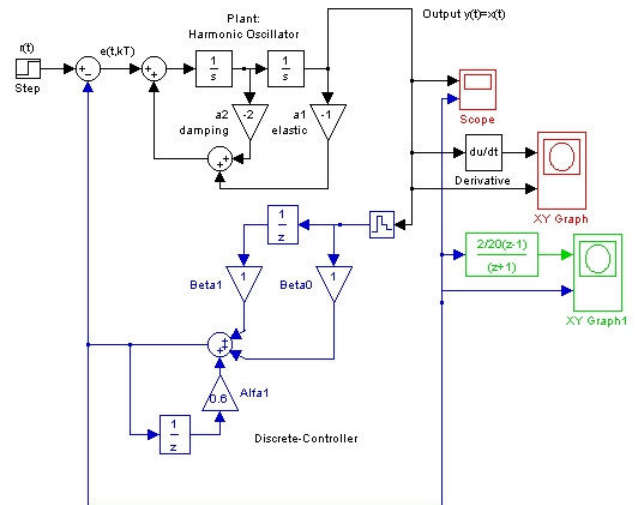 Plant:
Harmonic Oscillator
Output y(t)=x(t)
r(t)
e(t,kT)
Step
1
s
1
s
a2
damping
-2
a1
elastic
-1
Scope
du/dt
Derivative
XY Graph
1
z
Beta1
1
Beta0
1
2/20(z-1)
(z+1)
XY Graph1
0.6
Alfa1
1
z
Discrete-Controller